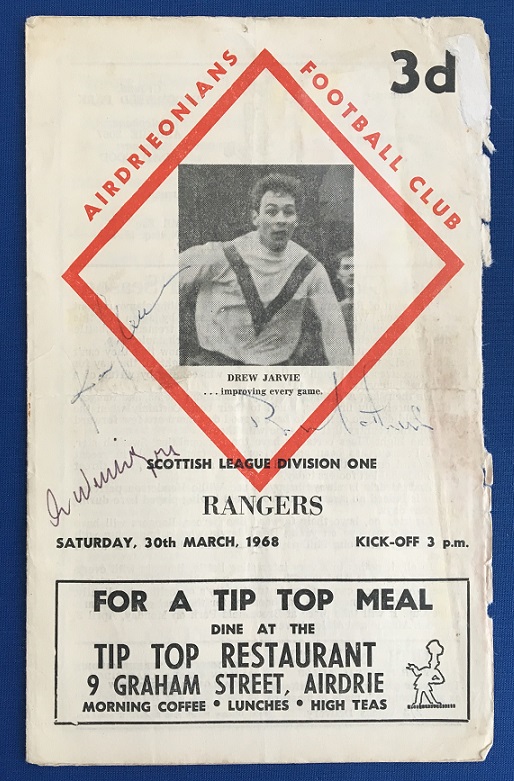 3d
AIRDRIEONIANS
FOOTBALL CLUB
DREW JARVIE
...improving every game.
SCOTTISH LEAGUE DIVISION ONE
RANGERS
SATURDAY, 30th MARCH, 1968 KICK-OFF 3 p.m.
FOR A TIP TOP MEAL
DINE AT THE
TIP TOP RESTAURANT
9 GRAHAM STREET, AIRDRIE
MORNING COFFEE • LUNCHES • HIGH TEAS